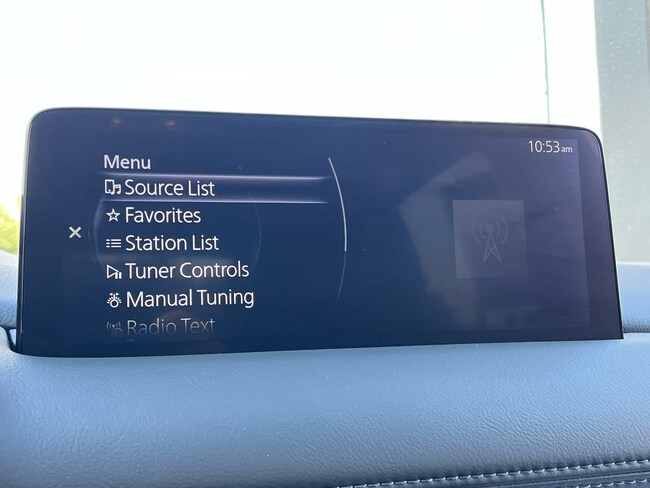 10:53 am
Menu
Source List
Favorites
Station List
Tuner Controls
Manual Tuning
Radio Text